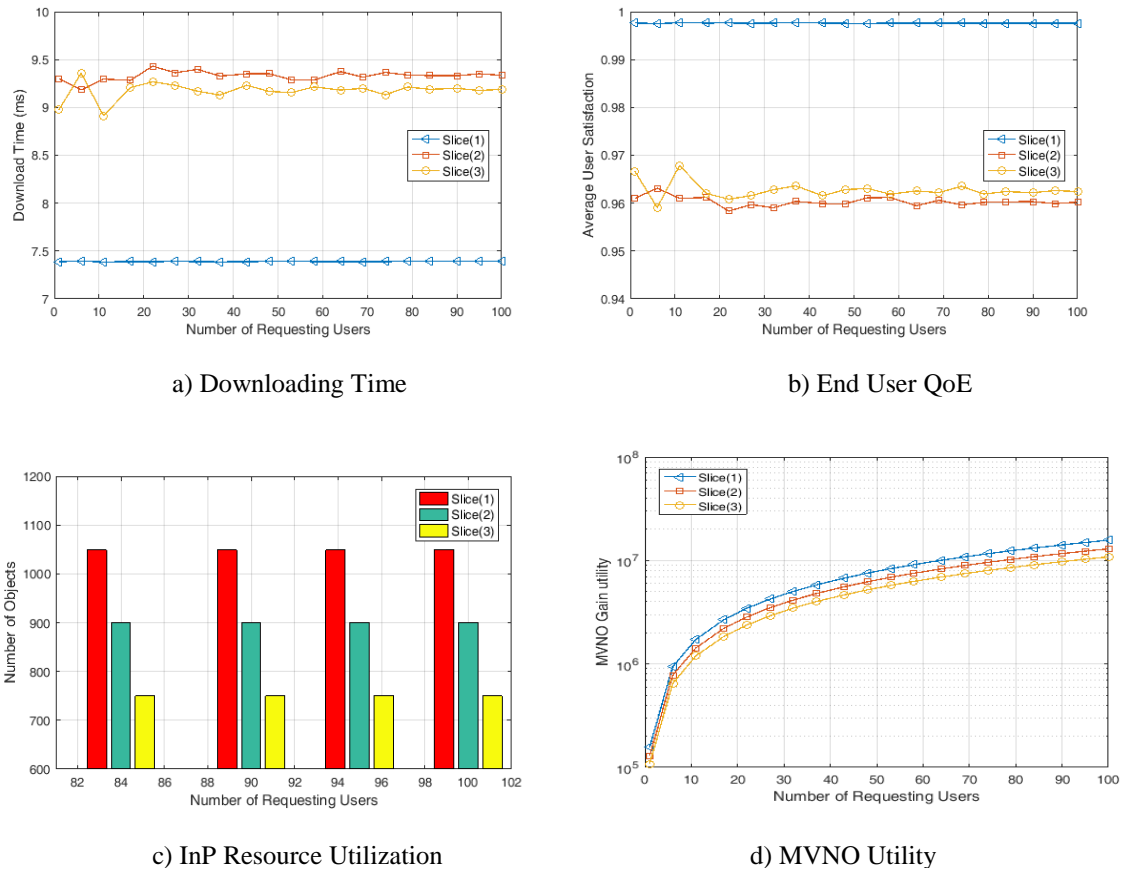 10
9.5
9
8.5
8
7.5
7
0 10 20 30 40 50 60 70 80 90 100
Download Time (ms)
Number of Requesting Users
Slice(1)
Slice(2)
Slice(3)
a) Downloading Time
1
0.99
0.98
0.97
0.96
0.95
0.94
0 10 20 30 40 50 60 70 80 90 100
Average User Satisfaction
Number of Requesting Users
Slice(1)
Slice(2)
Slice(3)
b) End User QoE
1200
1100
1000
900
800
700
600
82 84 86 88 90 92 94 96 98 100 102
Number of Objects
Number of Requesting Users
Slice(1)
Slice(2)
Slice(3)
c) InP Resource Utilization
10^8
10^7
10^6
10^5
0 10 20 30 40 50 60 70 80 90 100
MVNO Gain utility
Number of Requesting Users
Slice(1)
Slice(2)
Slice(3)
d) MVNO Utility